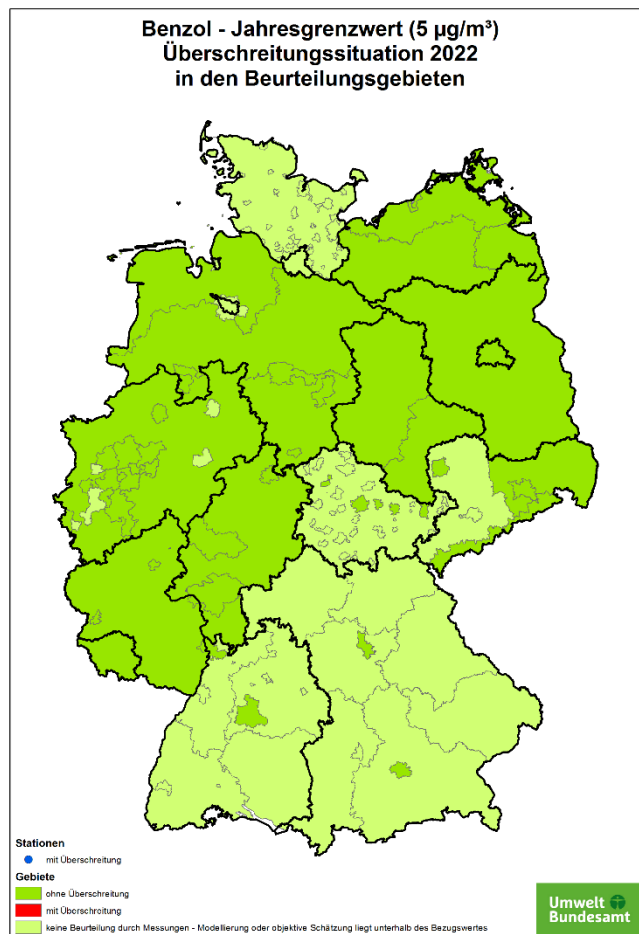 Benzol - Jahresgrenzwert (5 µg/m³)
Überschreitungssituation 2022
in den Beurteilungsgebieten
Stationen
mit Überschreitung
Gebiete
ohne Überschreitung
mit Überschreitung
keine Beurteilung durch Messungen - Modellierung oder objektive Schätzung liegt unterhalb des Bezugswertes
Umwelt
Bundesamt